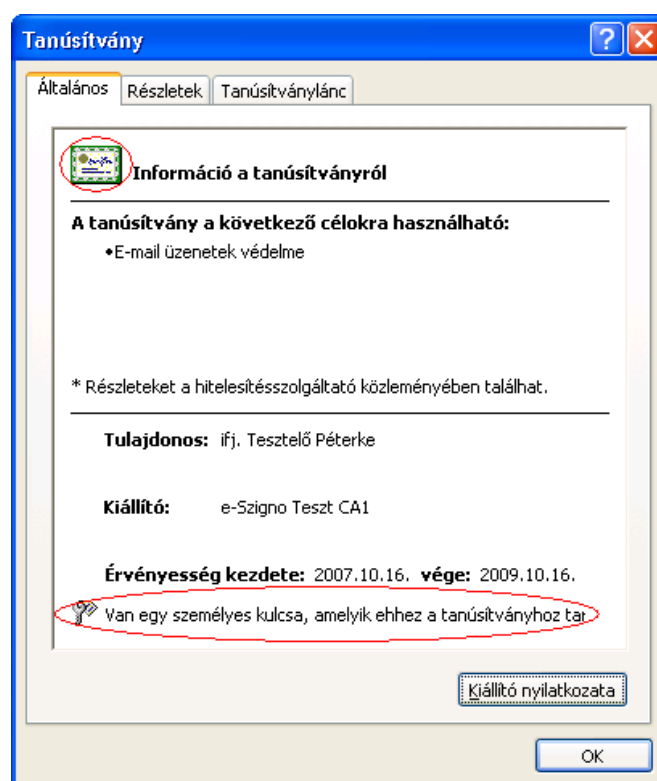 Tanúsítvány
Általános Részletek Tanúsítványlánc
Információ a tanúsítványról
A tanúsítvány a következő célokra használható:
•E-mail üzenetek védelme
* Részleteket a hitelesítésszolgáltató közleményében találhat.
Tulajdonos: ifj. Tesztelő Péterke
Kiállító: e-Szigno Teszt CA1
Érvényesség kezdete: 2007.10.16. vége: 2009.10.16.
Van egy személyes kulcsa, amelyik ehhez a tanúsítványhoz tar
Kiállító nyilatkozata
OK